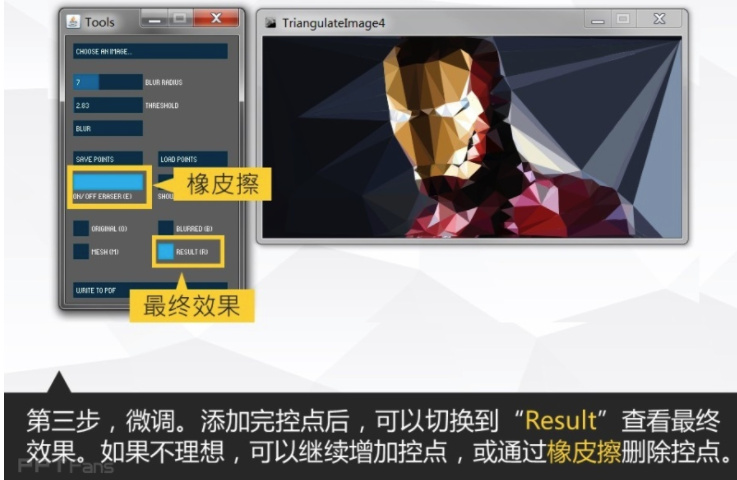 Tools
TriangulateImage4
CHOOSE AN IMAGE...
7
BLUR RADIUS
2.83
THRESHOLD
BLUR
SAVE POINTS
LOAD POINTS
橡皮擦
ON/OFF ERASER (E)
ORIGINAL (O)
BLURRED (B)
MESH (M)
RESULT (R)
WRITE TO PDF
最终效果
第三步，微调。添加完控点后，可以切换到“Result”查看最终
效果。如果不理想，可以继续增加控点，或通过橡皮擦删除控点。
PPTFans